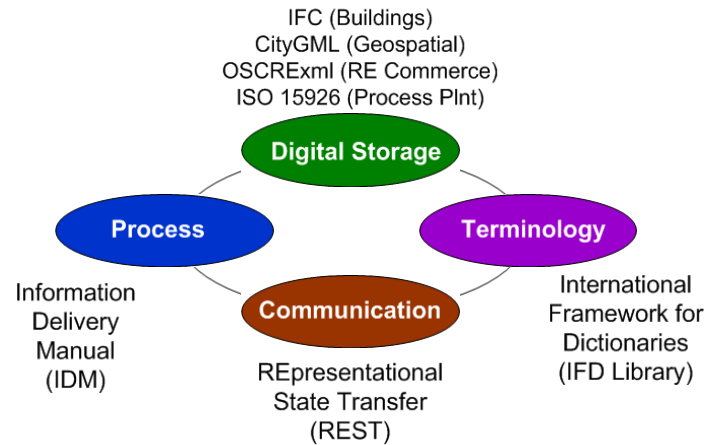 IFC (Buildings)
CityGML (Geospatial)
OSCRExml (RE Commerce)
ISO 15926 (Process Plnt)
Digital Storage
Process
Terminology
Information
Delivery
Manual
(IDM)
Communication
REpresentational
State Transfer
(REST)
International
Framework for
Dictionaries
(IFD Library)